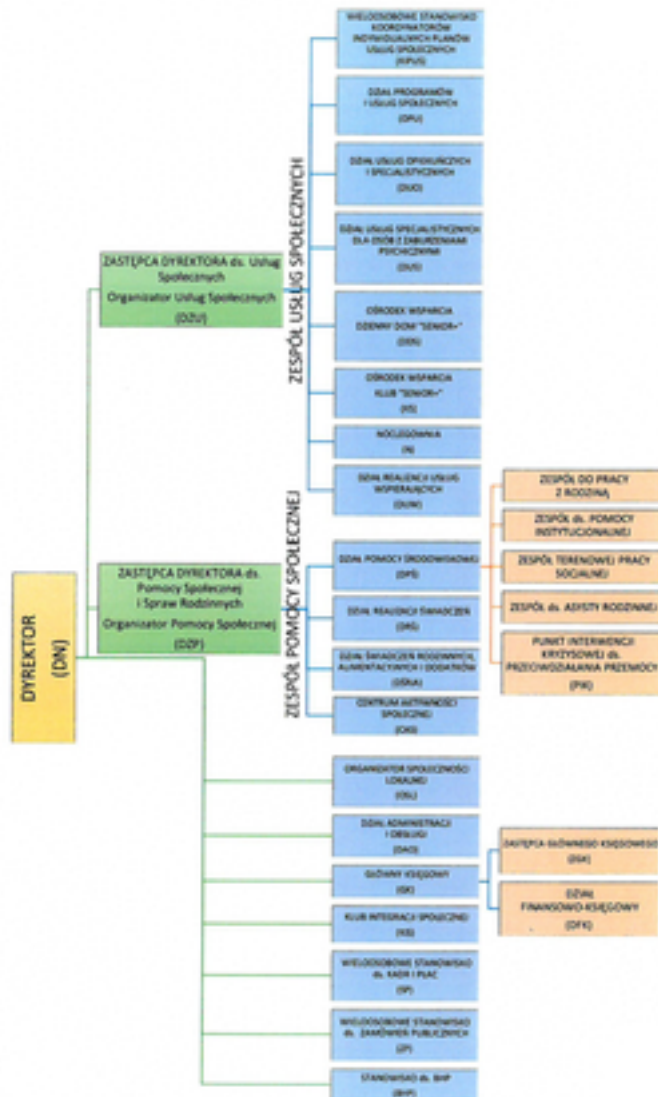 DYREKTOR
(DN)
ZASTĘPCA DYREKTORA ds. Usług
Społecznych
Organizator Usług Społecznych
(DZU)
ZESPÓŁ USŁUG SPOŁECZNYCH
WIELOOSOBOWE STANOWISKO
KOORDYNATORÓW
INDYWIDUALNYCH PLANÓW
USŁUG SPOŁECZNYCH
(KIPUS)
DZIAŁ PROGRAMÓW
I USŁUG SPOŁECZNYCH
(DPU)
DZIAŁ USŁUG OPIEKUŃCZYCH
I SPECJALISTYCZNYCH
(DUO)
DZIAŁ USŁUG SPECJALISTYCZNYCH
DLA OSÓB Z ZABURZENIAMI
PSYCHICZNYMI
(DUS)
OŚRODEK WSPARCIA
DZIENNY DOM "SENIOR+"
(DDS)
OŚRODEK WSPARCIA
KLUB "SENIOR+"
(KS)
NOCLEGOWNIA
(N)
DZIAŁ REALIZACJI USŁUG
WSPIERAJĄCYCH
(DUW)
ZASTĘPCA DYREKTORA ds.
Pomocy Społecznej
i Spraw Rodzinnych
Organizator Pomocy Społecznej
(DZP)
ZESPÓŁ POMOCY SPOŁECZNEJ
DZIAŁ POMOCY ŚRODOWISKOWEJ
(DPŚ)
DZIAŁ REALIZACJI ŚWIADCZEŃ
(DRŚ)
DZIAŁ ŚWIADCZEŃ RODZINNYCH,
ALIMENTACYJNYCH I DODATKÓW
(DŚRIA)
CENTRUM AKTYWNOŚCI
SPOŁECZNEJ
(CAS)
ZESPÓŁ DO PRACY
Z RODZINĄ
ZESPÓŁ ds. POMOCY
INSTYTUCJONALNEJ
ZESPÓŁ TERENOWEJ PRACY
SOCJALNEJ
ZESPÓŁ ds. ASYSTY RODZINNEJ
PUNKT INTERWENCJI
KRYZYSOWEJ ds.
PRZECIWDZIAŁANIA PRZEMOCY
(PIK)
ORGANIZATOR SPOŁECZNOŚCI
LOKALNEJ
(OSL)
DZIAŁ ADMINISTRACJI
I OBSŁUGI
(DAO)
GŁÓWNY KSIĘGOWY
(GK)
ZASTĘPCA GŁÓWNEGO KSIĘGOWEGO
(ZGK)
DZIAŁ
FINANSOWO-KSIĘGOWY
(DFK)
KLUB INTEGRACJI SPOŁECZNEJ
(KIS)
WIELOOSOBOWE STANOWISKO
ds. KADR I PŁAC
(SP)
WIELOOSOBOWE STANOWISKO
ds. ZAMÓWIEŃ PUBLICZNYCH
(ZP)
STANOWISKO ds. BHP
(BHP)